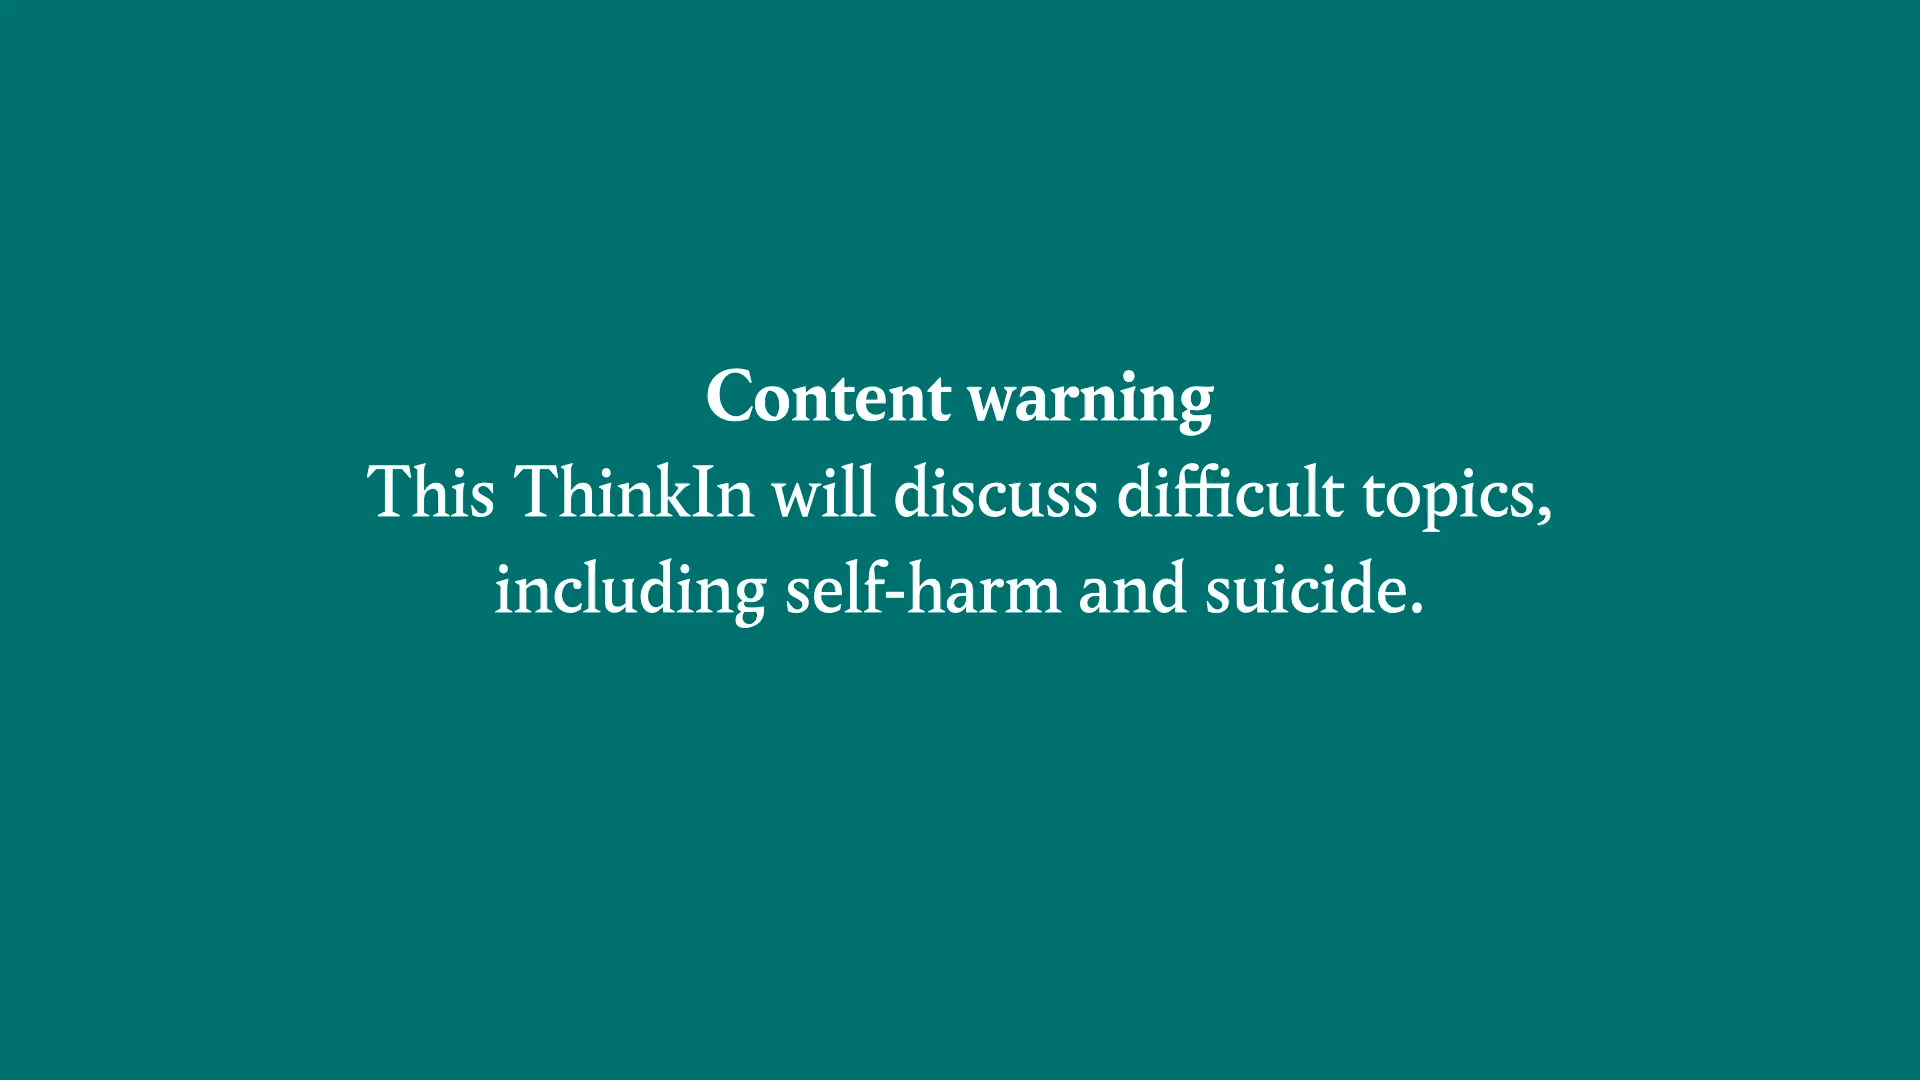 Content warning
This ThinkIn will discuss difficult topics,
including self-harm and suicide.